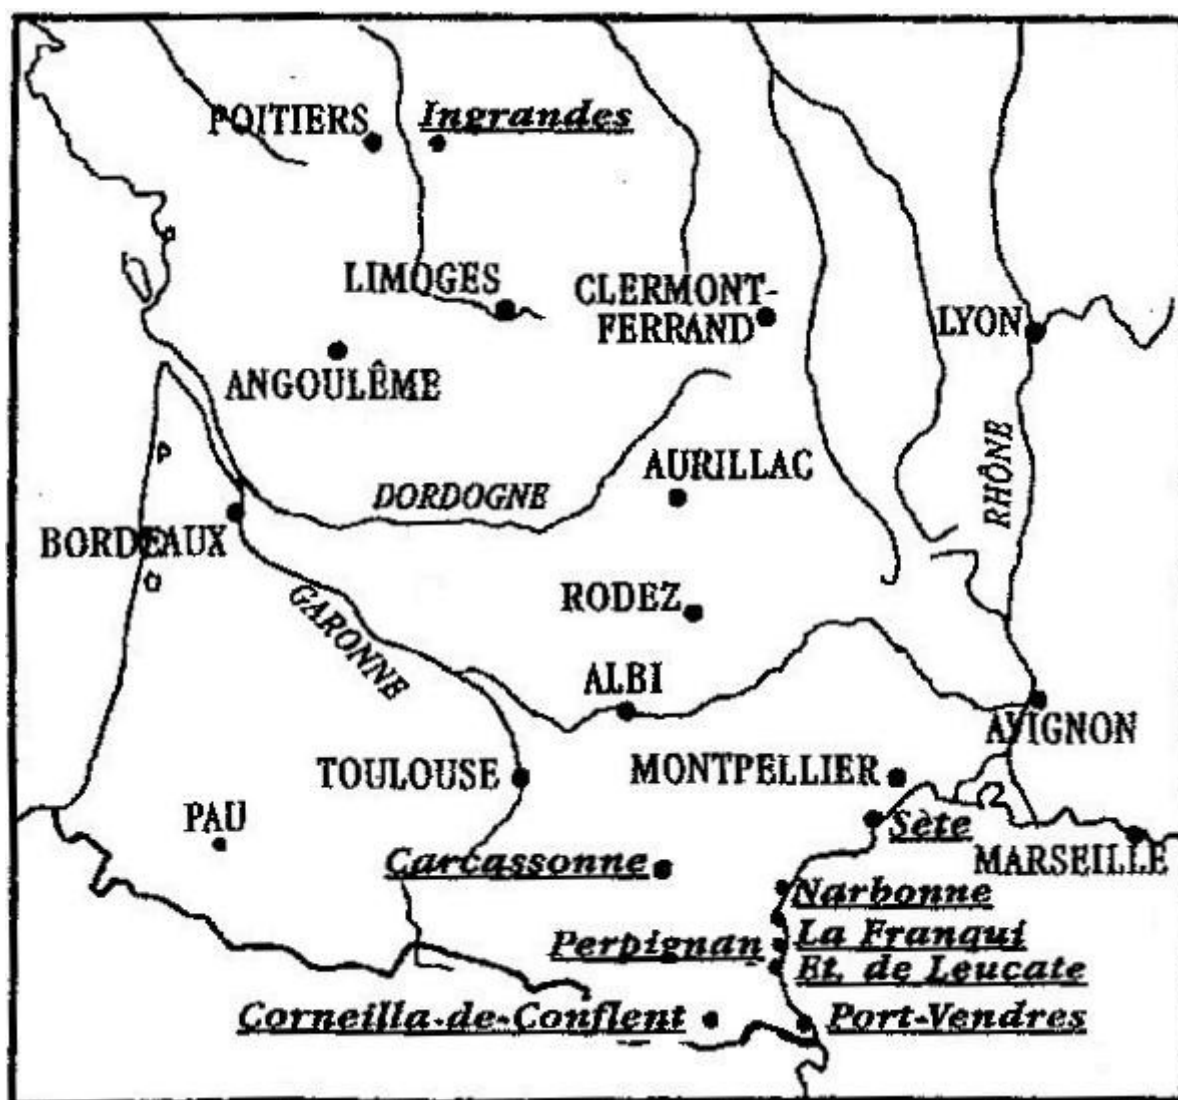 POITIERS
Ingrandes
LIMOGES
CLERMONT-
FERRAND
LYON
ANGOULÊME
RHÔNE
AURILLAC
DORDOGNE
BORDEAUX
GARONNE
RODEZ
ALBI
AVIGNON
TOULOUSE
MONTPELLIER
PAU
Sète
MARSEILLE
Carcassonne
Narbonne
La Franqui
Perpignan
Et. de Leucate
Corneilla-de-Conflent
Port-Vendres